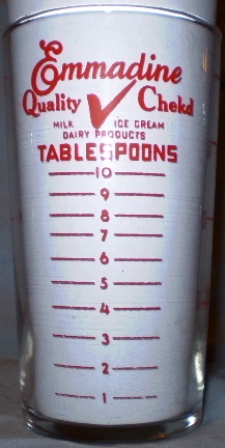 Emmadine
Quality Chekd
MILK ICE CREAM
DAIRY PRODUCTS
TABLESPOONS
10
9
8
7
6
5
4
3
2
1